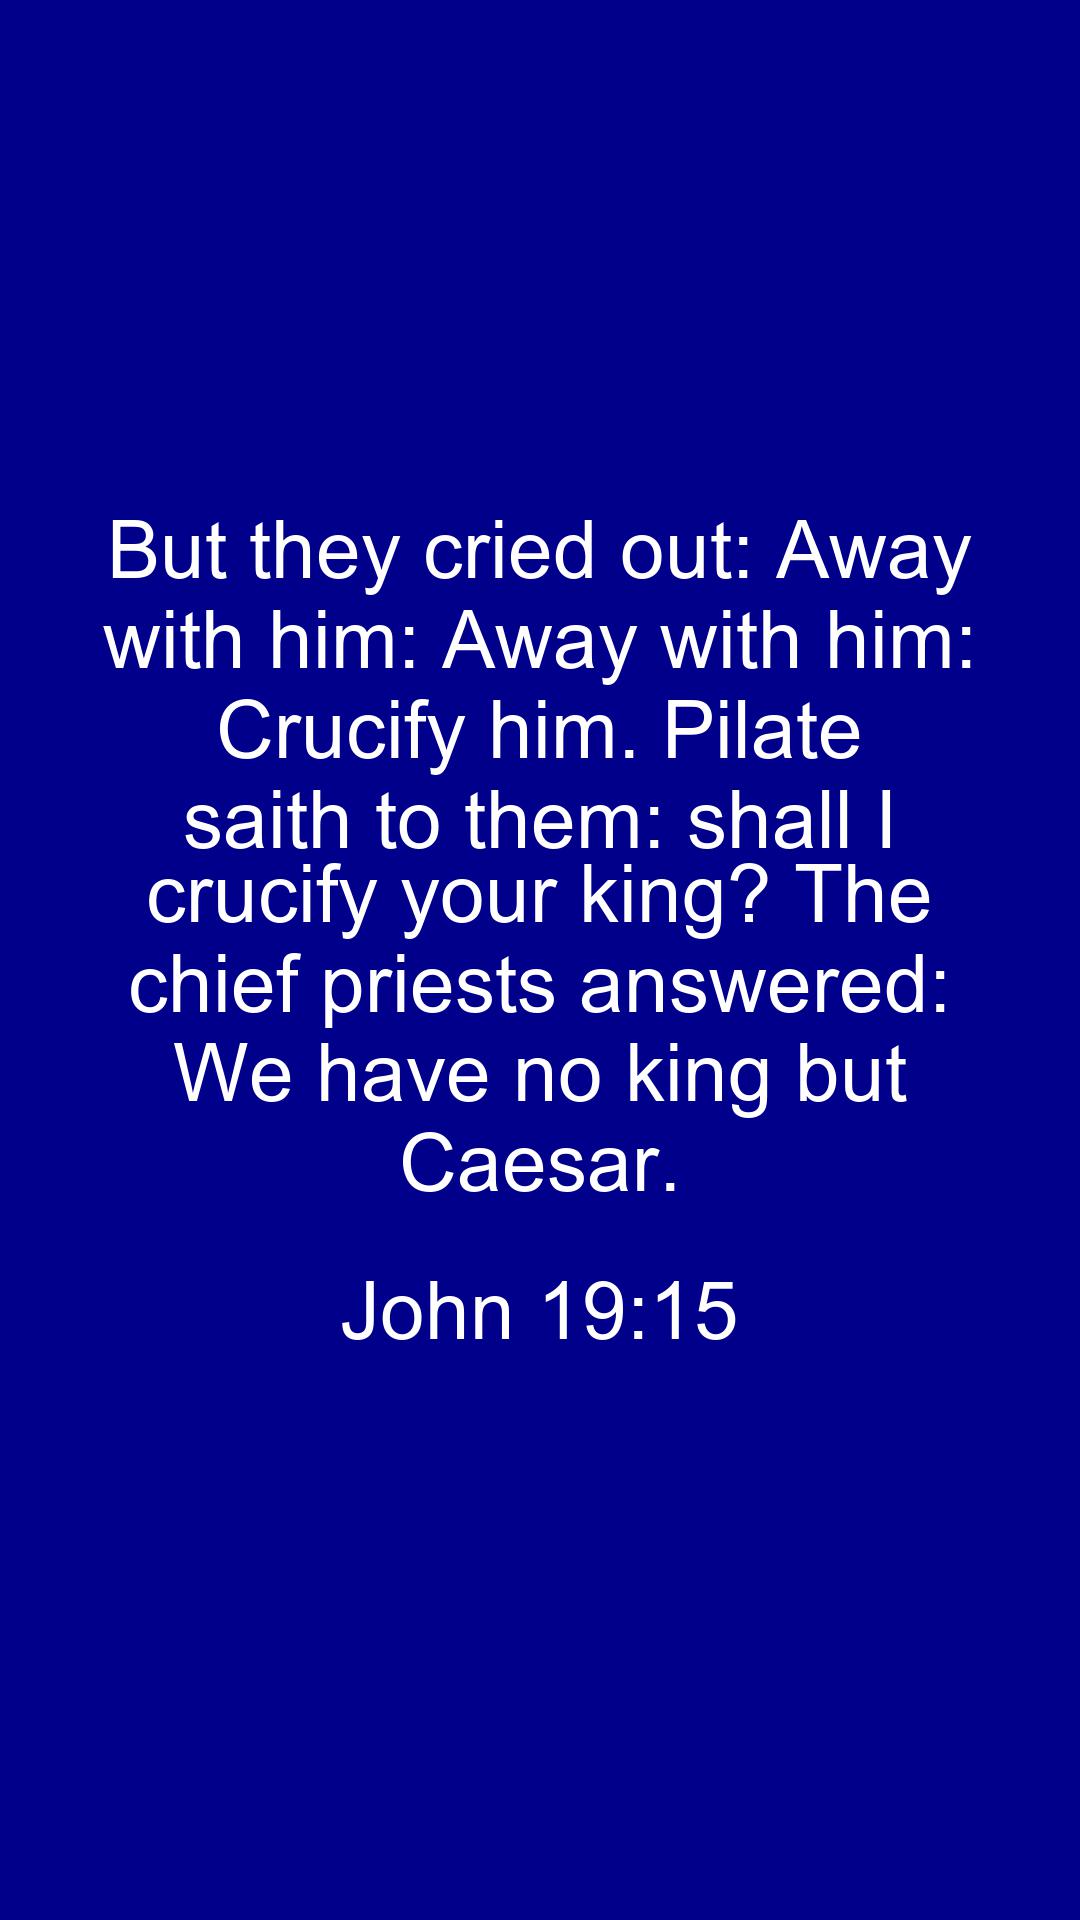 But they cried out: Away
with him: Away with him:
Crucify him. Pilate
saith to them: shall I
crucify your king? The
chief priests answered:
We have no king but
Caesar.
John 19:15